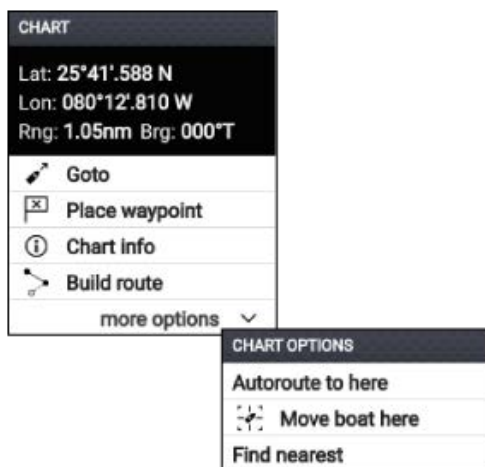 CHART
Lat: 25°41'.588 N
Lon: 080°12'.810 W
Rng: 1.05nm Brg: 000°T
Goto
Place waypoint
Chart info
Build route
more options
CHART OPTIONS
Autoroute to here
Move boat here
Find nearest